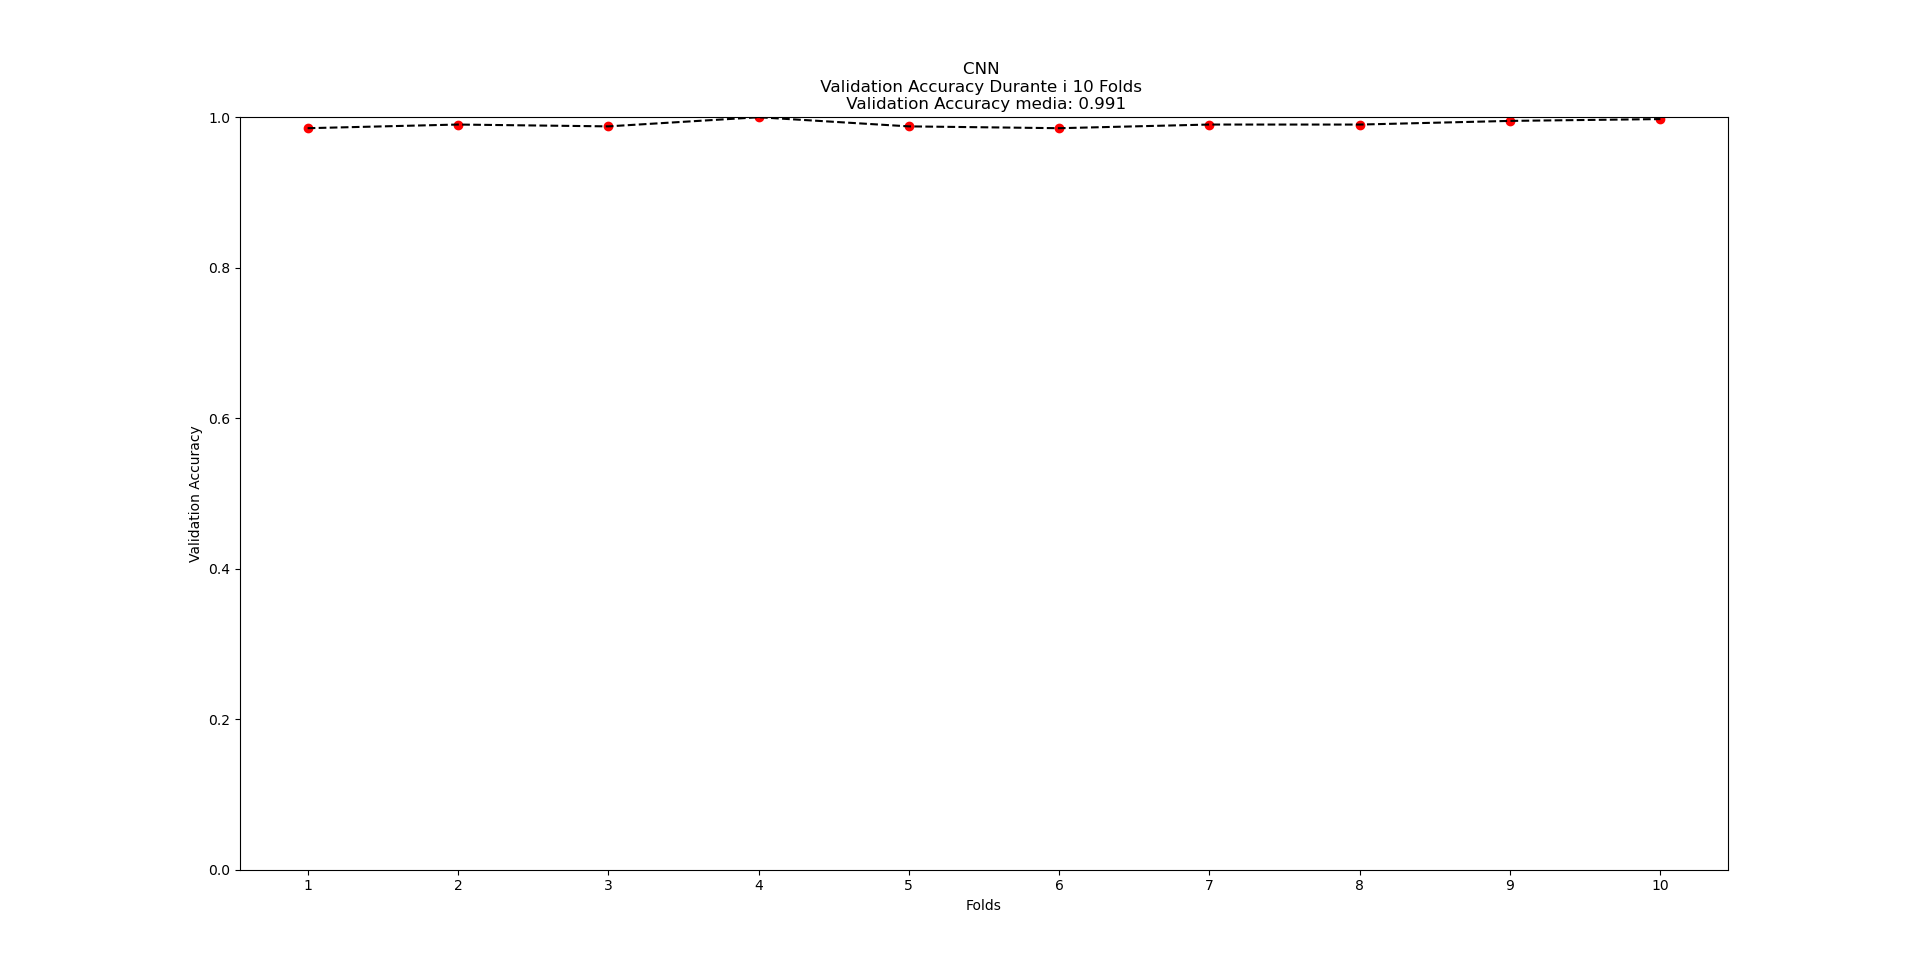 CNN
Validation Accuracy Durante i 10 Folds
Validation Accuracy media: 0.991
1.0
0.8
0.6
0.4
0.2
0.0
Validation Accuracy
1 2 3 4 5 6 7 8 9 10
Folds